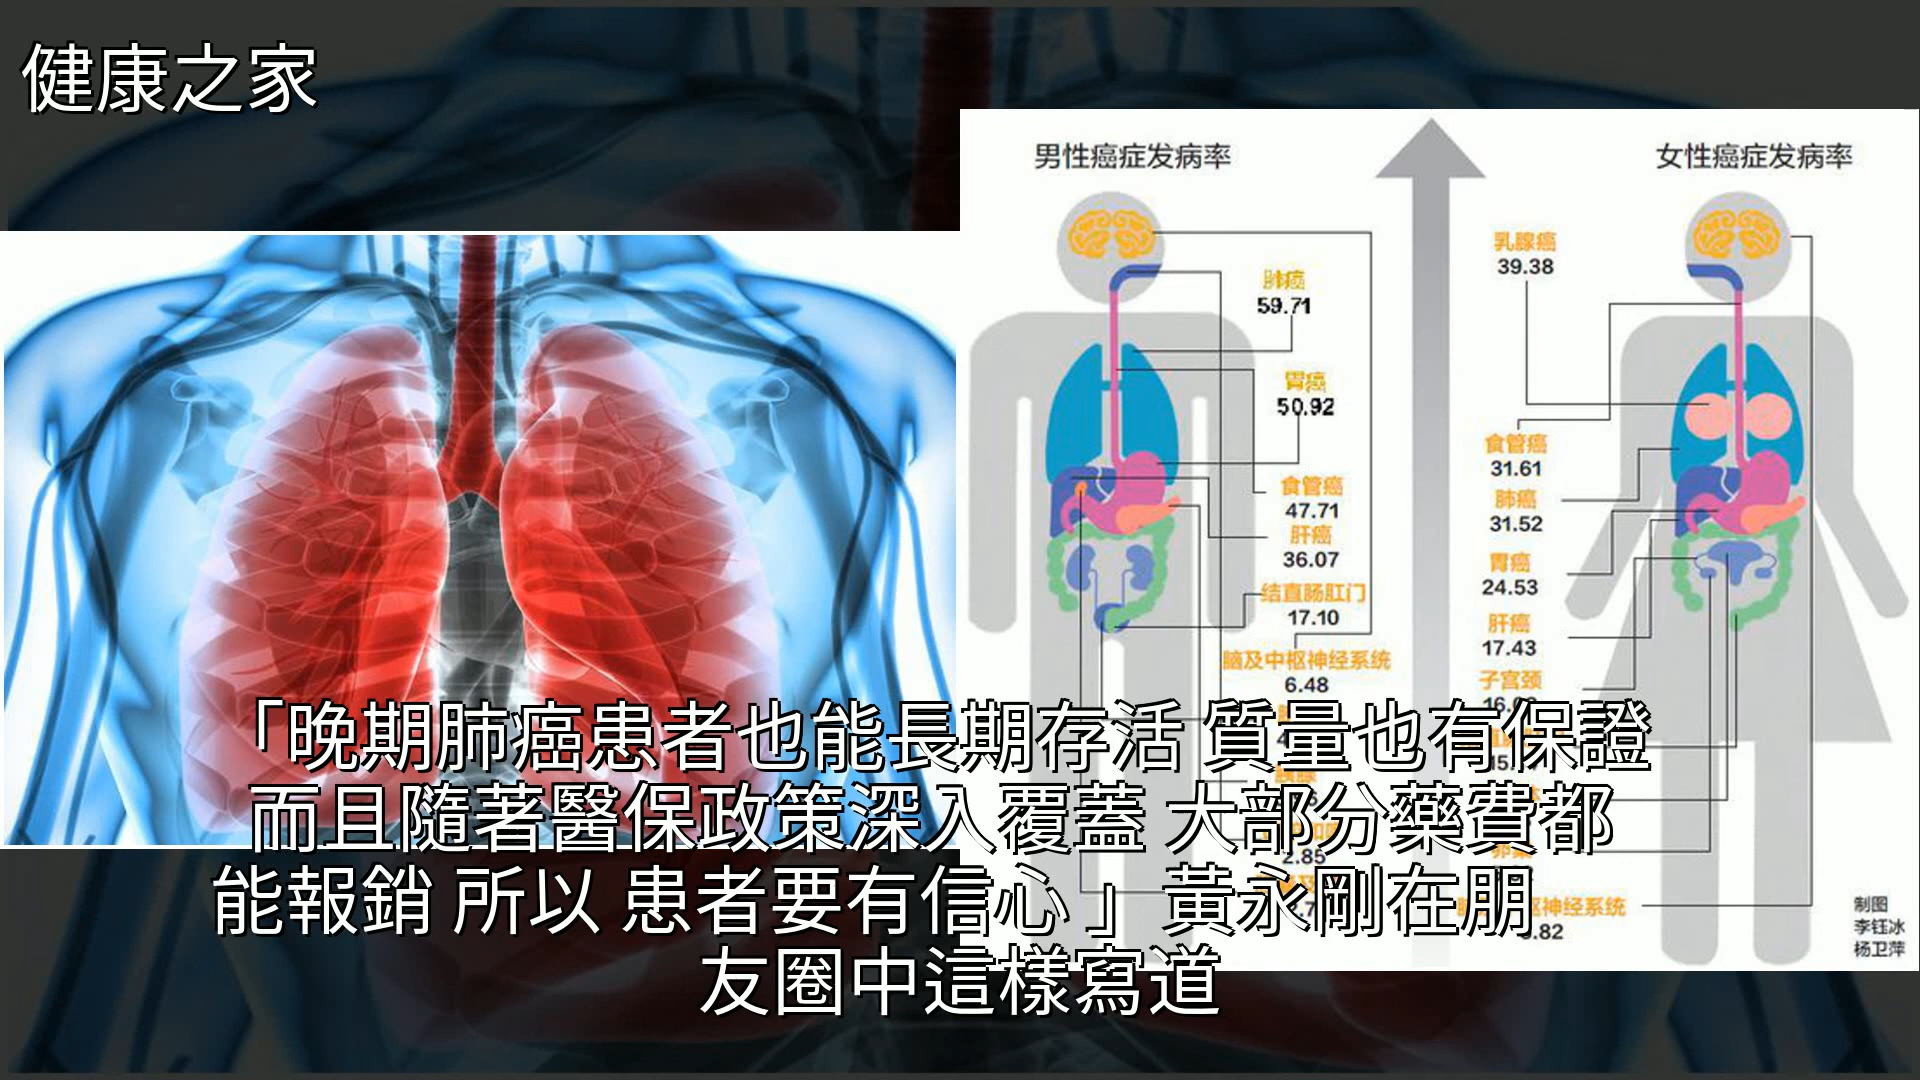 健康之家
男性癌症发病率
女性癌症发病率
肺癌
59.71
胃癌
50.92
食管癌
47.71
肝癌
36.07
结直肠肛门
17.10
脑及中枢神经系统
6.48
乳腺癌
39.38
食管癌
31.61
肺癌
31.52
胃癌
24.53
肝癌
17.43
子宫颈
2.85
神经系统
制图
李钰冰
杨卫萍
「晚期肺癌患者也能長期存活 質量也有保證
而且隨著醫保政策深入覆蓋 大部分藥費都
能報銷 所以 患者要有信心 」黃永剛在朋
友圈中這樣寫道